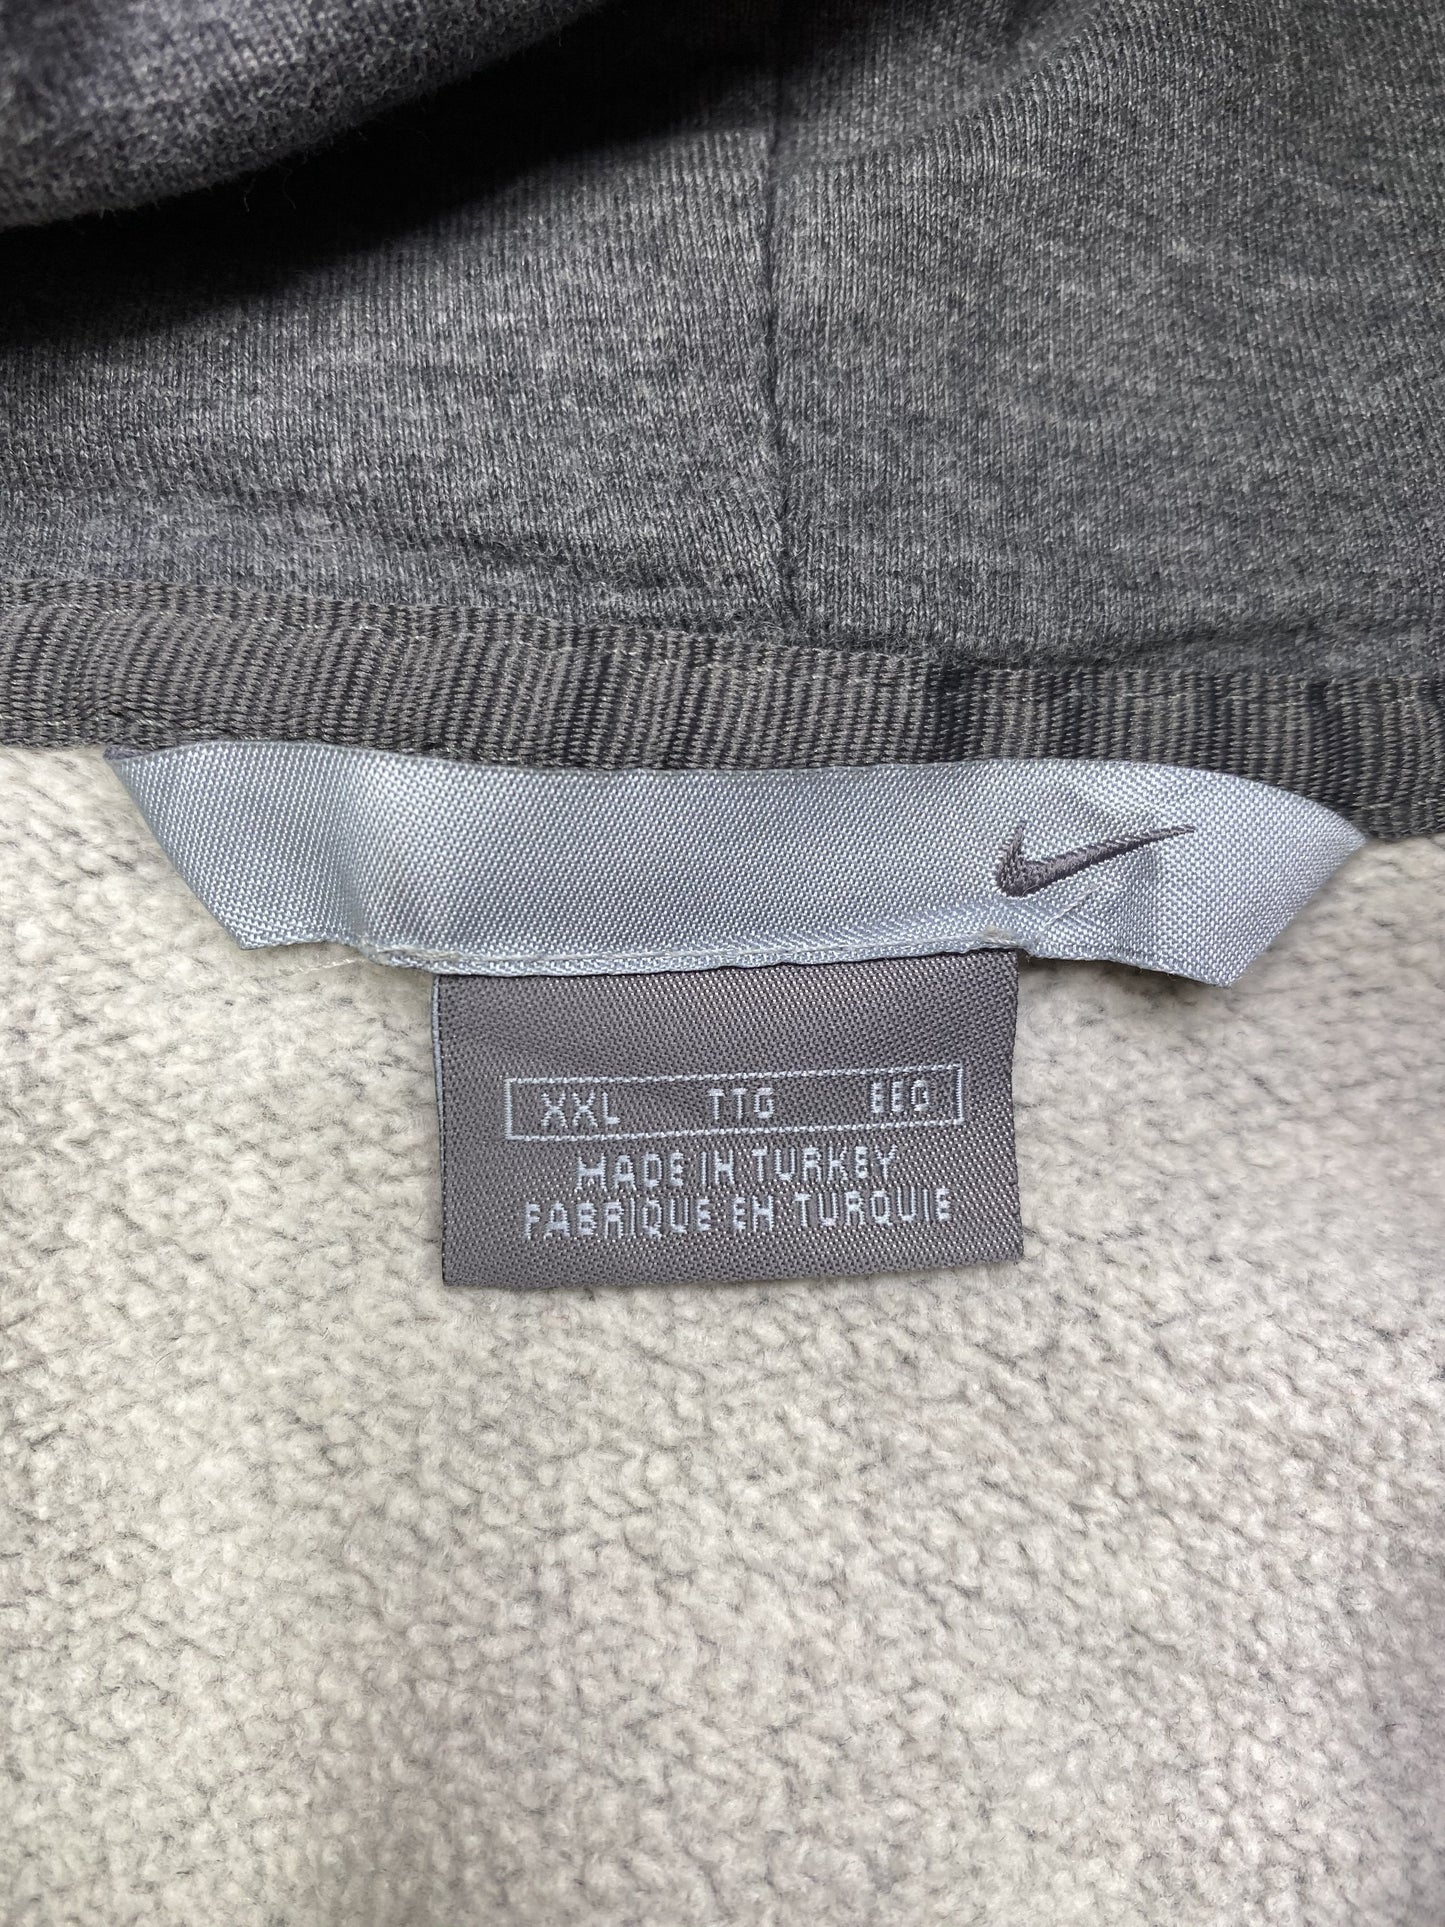 XXL TTG EEG
MADE IN TURKEY
FABRIQUE EN TURQUIE